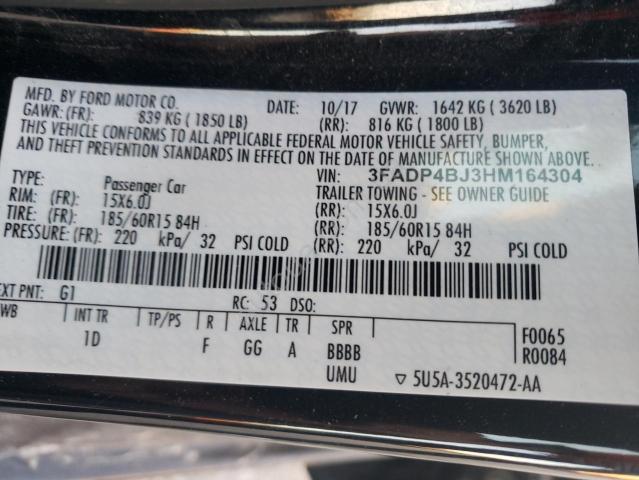 MFD. BY FORD MOTOR CO. DATE: 10/17 GVWR: 1642 KG ( 3620 LB)
GAWR: (FR): 839 KG ( 1850 LB) (RR): 816 KG ( 1800 LB)
THIS VEHICLE CONFORMS TO ALL APPLICABLE FEDERAL MOTOR VEHICLE SAFETY, BUMPER,
AND THEFT PREVENTION STANDARDS IN EFFECT ON THE DATE OF MANUFACTURE SHOWN ABOVE.
VIN: 3FADP4BJ3HM164304
TYPE: Passenger Car TRAILER TOWING - SEE OWNER GUIDE
RIM: (FR): 15X6.0J (RR): 15X6.0J
TIRE: (FR): 185/60R15 84H (RR): 185/60R15 84H
PRESSURE: (FR): 220 kPa/ 32 PSI COLD (RR): 220 kPa/ 32 PSI COLD
EXT PNT: G1 RC: 53 DSO:
WB INT TR TP/PS R AXLE TR SPR
1D F GG A BBBB
UMU
F0065
R0084
▽ 5U5A-3520472-AA